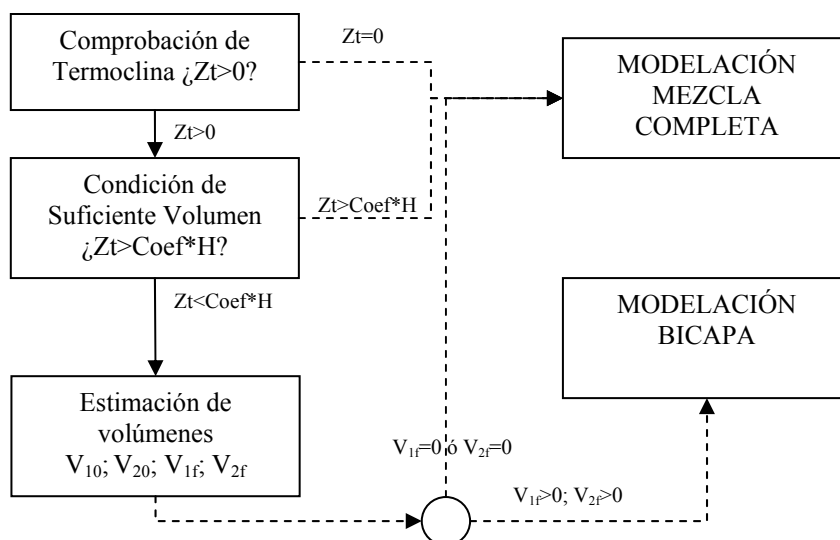 Comprobación de
Termoclina ¿Zt>0?
Zt=0
MODELACIÓN
MEZCLA
COMPLETA
Zt>0
Condición de
Suficiente Volumen
¿Zt>Coef*H?
Zt>Coef*H
Zt<Coef*H
MODELACIÓN
BICAPA
Estimación de
volúmenes
V₁₀; V₂₀; V₁f; V₂f
V₁f=0 ó V₂f=0
V₁f>0; V₂f>0